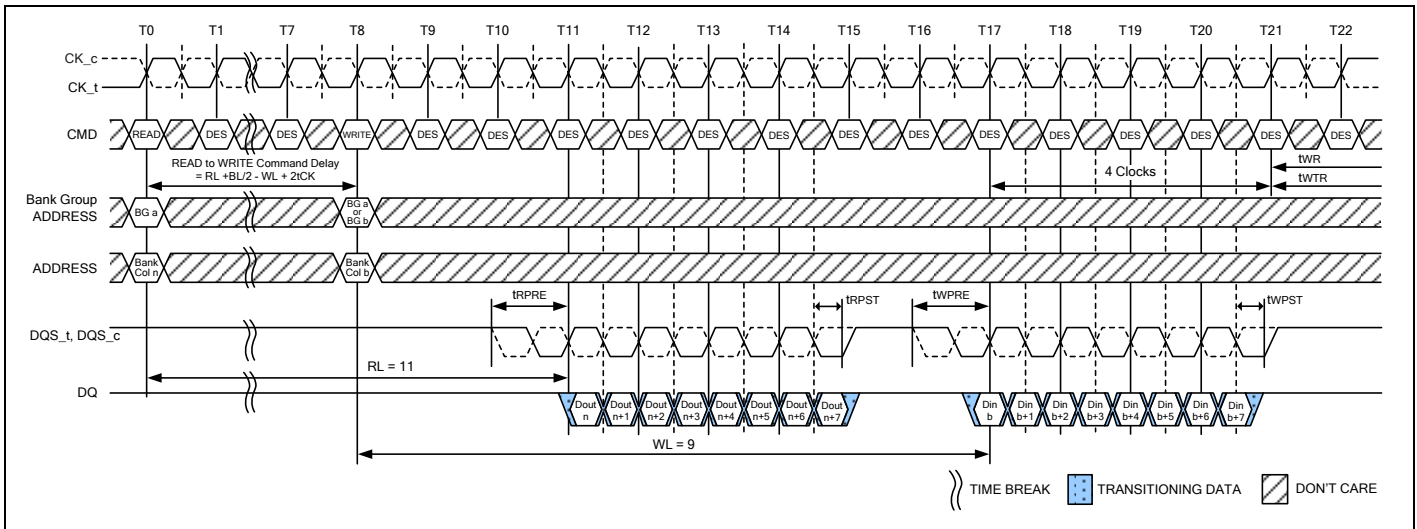 T0 T1 T7 T8 T9 T10 T11 T12 T13 T14 T15 T16 T17 T18 T19 T20 T21 T22
CK_c
CK_t
CMD READ DES DES WRITE DES DES DES DES DES DES DES DES DES DES DES DES DES DES
READ to WRITE Command Delay
= RL +BL/2 - WL + 2tCK
4 Clocks
tWR
tWTR
Bank Group
ADDRESS
BG a
BG a
or
BG b
ADDRESS
Bank
Col n
Bank
Col b
tRPRE tRPST tWPRE tWPST
DQS_t, DQS_c
RL = 11
DQ
Dout
n
Dout
n+1
Dout
n+2
Dout
n+3
Dout
n+4
Dout
n+5
Dout
n+6
Dout
n+7
Din
b
Din
b+1
Din
b+2
Din
b+3
Din
b+4
Din
b+5
Din
b+6
Din
b+7
WL = 9
TIME BREAK TRANSITIONING DATA DON'T CARE